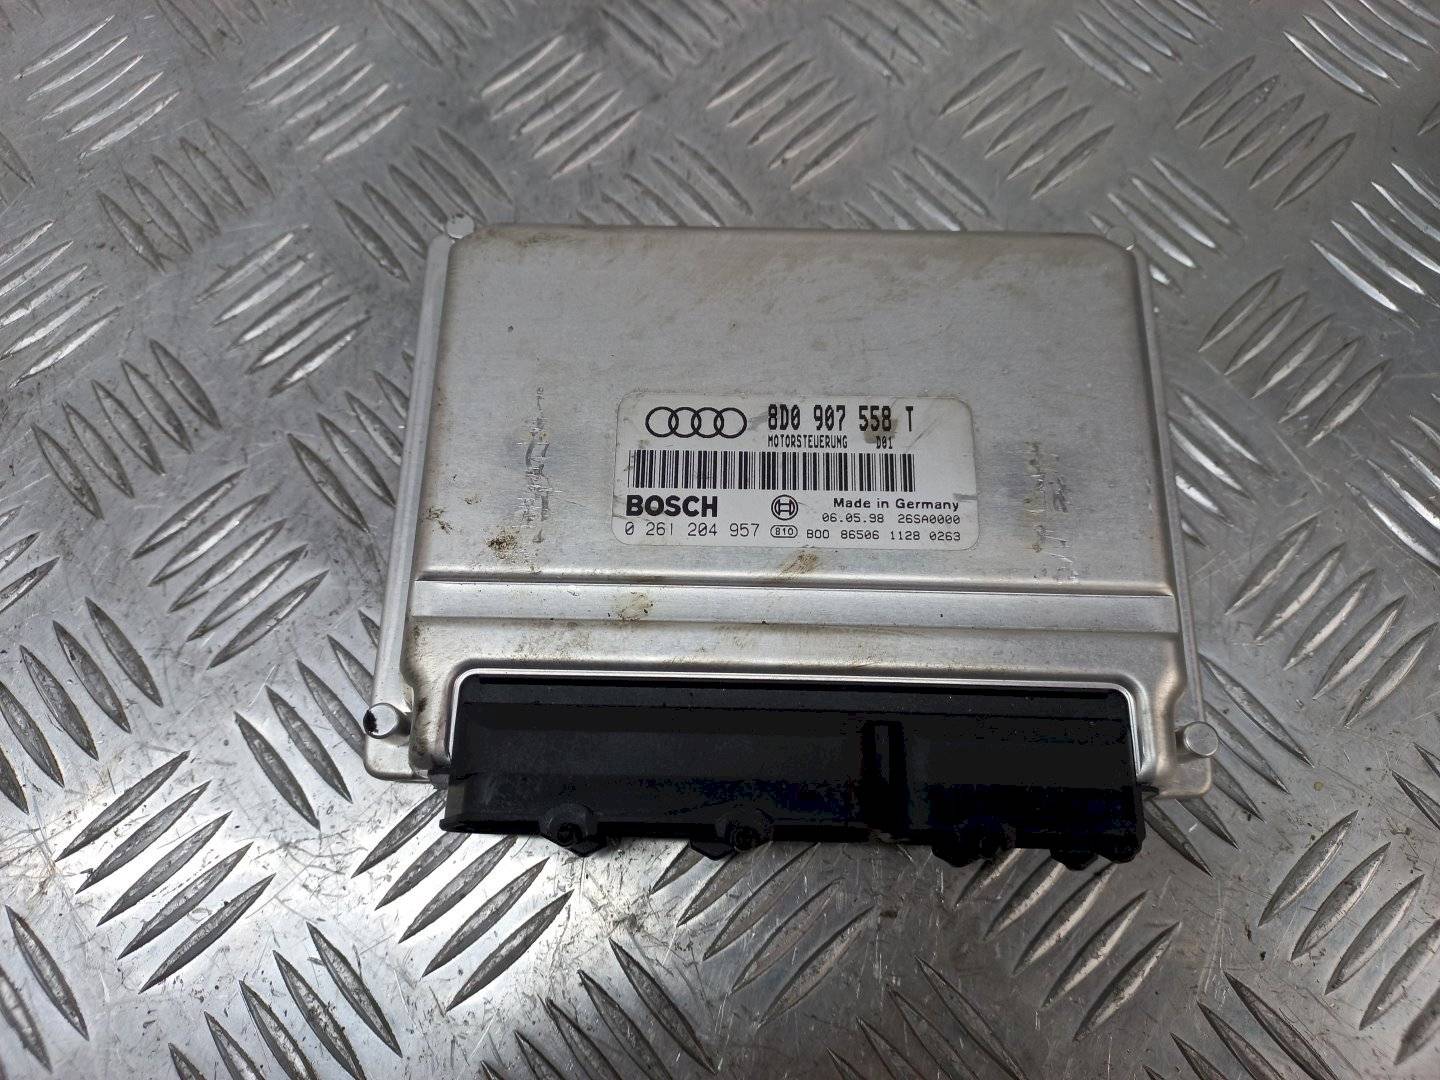 8D0 907 558 T
MOTORSTEUERUNG D01
BOSCH
Made in Germany
06.05.98 26SA0000
0 261 204 957 810 B00 86506 1128 0263